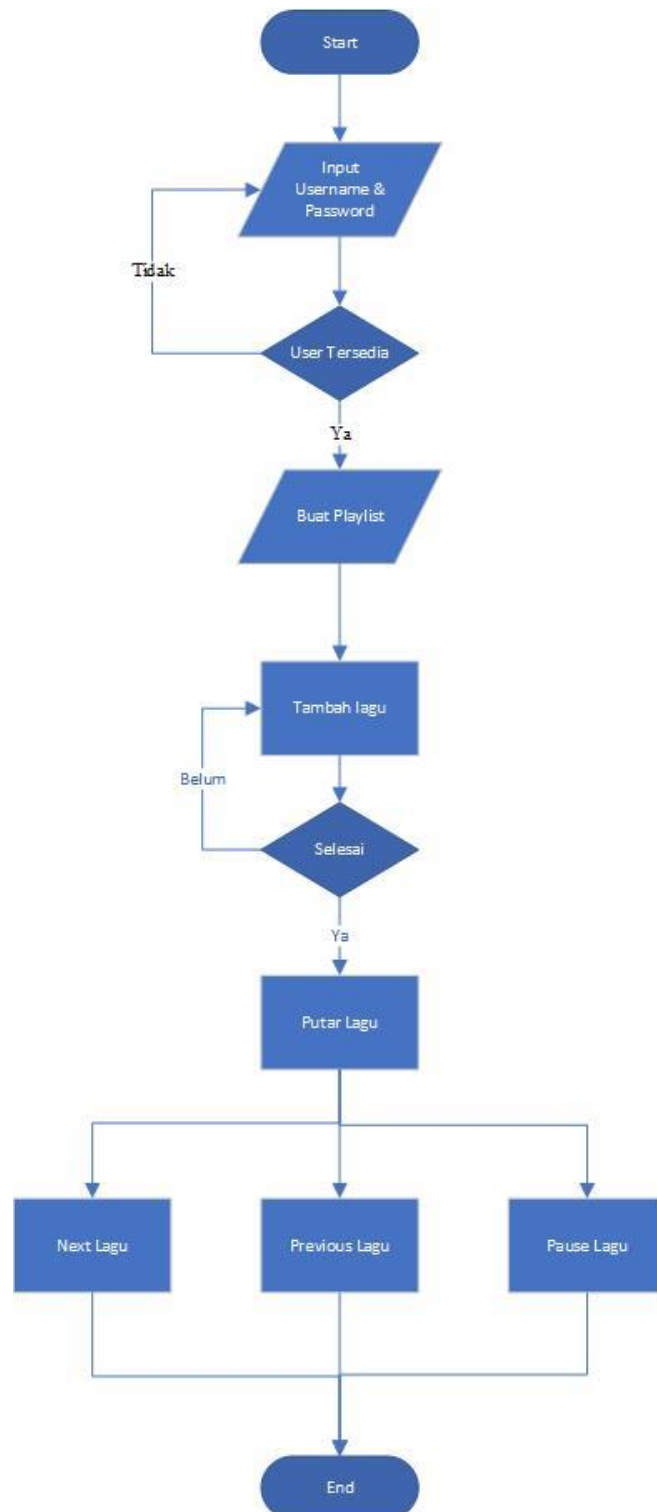 Start
Input
Username &
Password
Tidak
User Tersedia
Ya
Buat Playlist
Tambah lagu
Belum
Selesai
Ya
Putar Lagu
Next Lagu
Previous Lagu
Pause Lagu
End